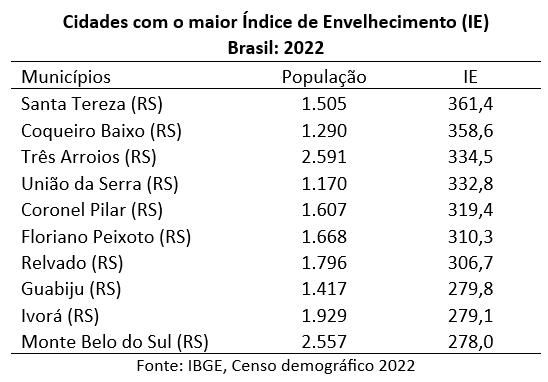 Cidades com o maior Índice de Envelhecimento (IE)
Brasil: 2022
Municípios População IE
Santa Tereza (RS) 1.505 361,4
Coqueiro Baixo (RS) 1.290 358,6
Três Arroios (RS) 2.591 334,5
União da Serra (RS) 1.170 332,8
Coronel Pilar (RS) 1.607 319,4
Floriano Peixoto (RS) 1.668 310,3
Relvado (RS) 1.796 306,7
Guabiju (RS) 1.417 279,8
Ivorá (RS) 1.929 279,1
Monte Belo do Sul (RS) 2.557 278,0
Fonte: IBGE, Censo demográfico 2022